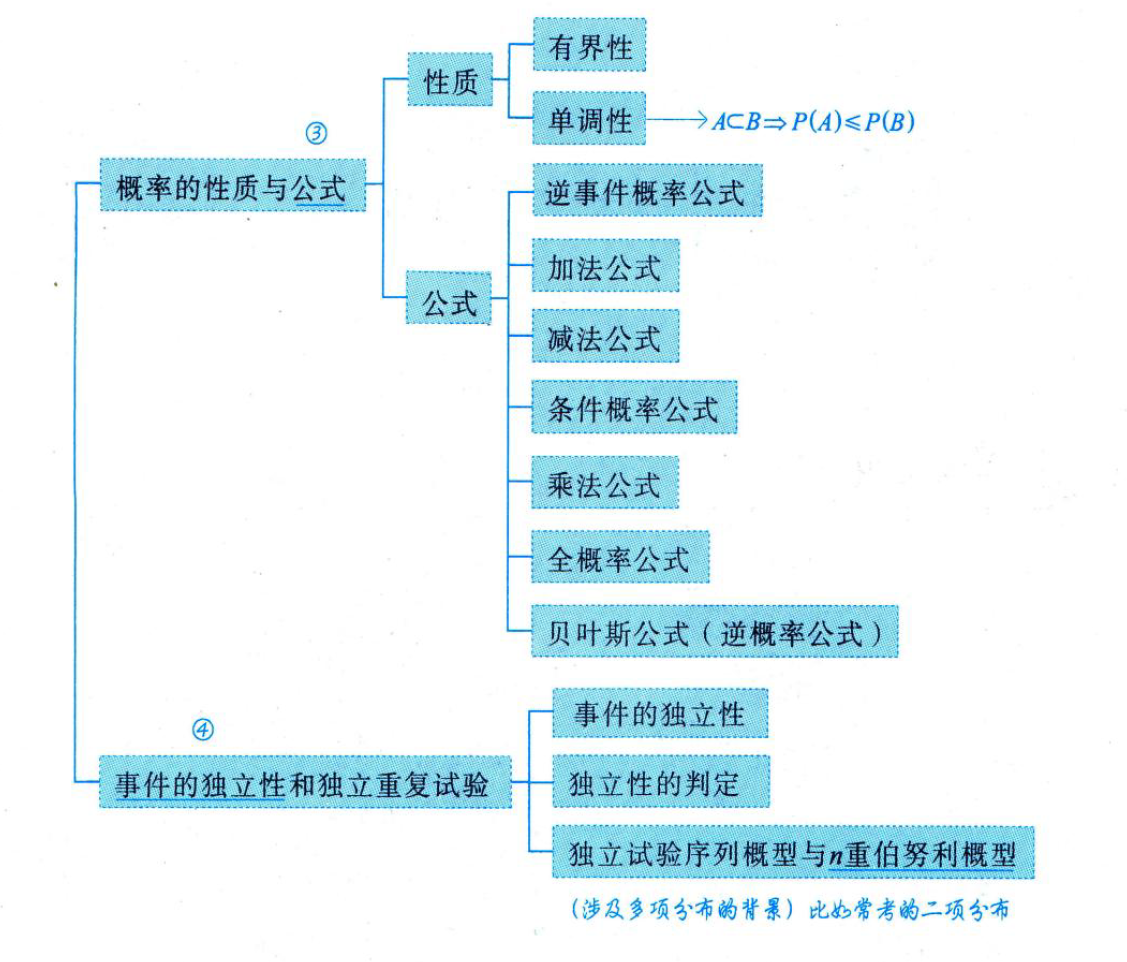 有界性
性质
单调性 → A⊂B⇒P(A)≤P(B)
③
概率的性质与公式
逆事件概率公式
加法公式
公式
减法公式
条件概率公式
乘法公式
全概率公式
贝叶斯公式（逆概率公式）
④
事件的独立性
事件的独立性和独立重复试验
独立性的判定
独立试验序列概型与n重伯努利概型
(涉及多项分布的背景) 比如常考的二项分布